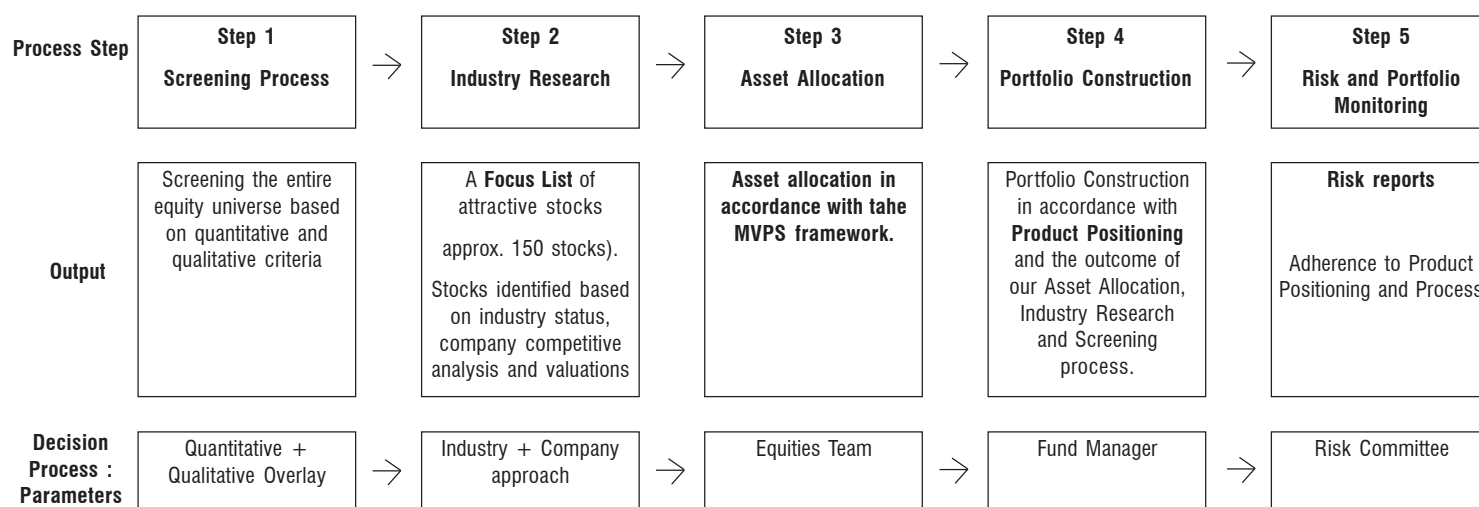 Process Step
Step 1
Screening Process
Step 2
Industry Research
Step 3
Asset Allocation
Step 4
Portfolio Construction
Step 5
Risk and Portfolio
Monitoring
Output
Screening the entire
equity universe based
on quantitative and
qualitative criteria
A Focus List of
attractive stocks
approx. 150 stocks).
Stocks identified based
on industry status,
company competitive
analysis and valuations
Asset allocation in
accordance with tahe
MVPS framework.
Portfolio Construction
in accordance with
Product Positioning
and the outcome of
our Asset Allocation,
Industry Research
and Screening
process.
Risk reports
Adherence to Product
Positioning and Process
Decision
Process :
Parameters
Quantitative +
Qualitative Overlay
Industry + Company
approach
Equities Team
Fund Manager
Risk Committee